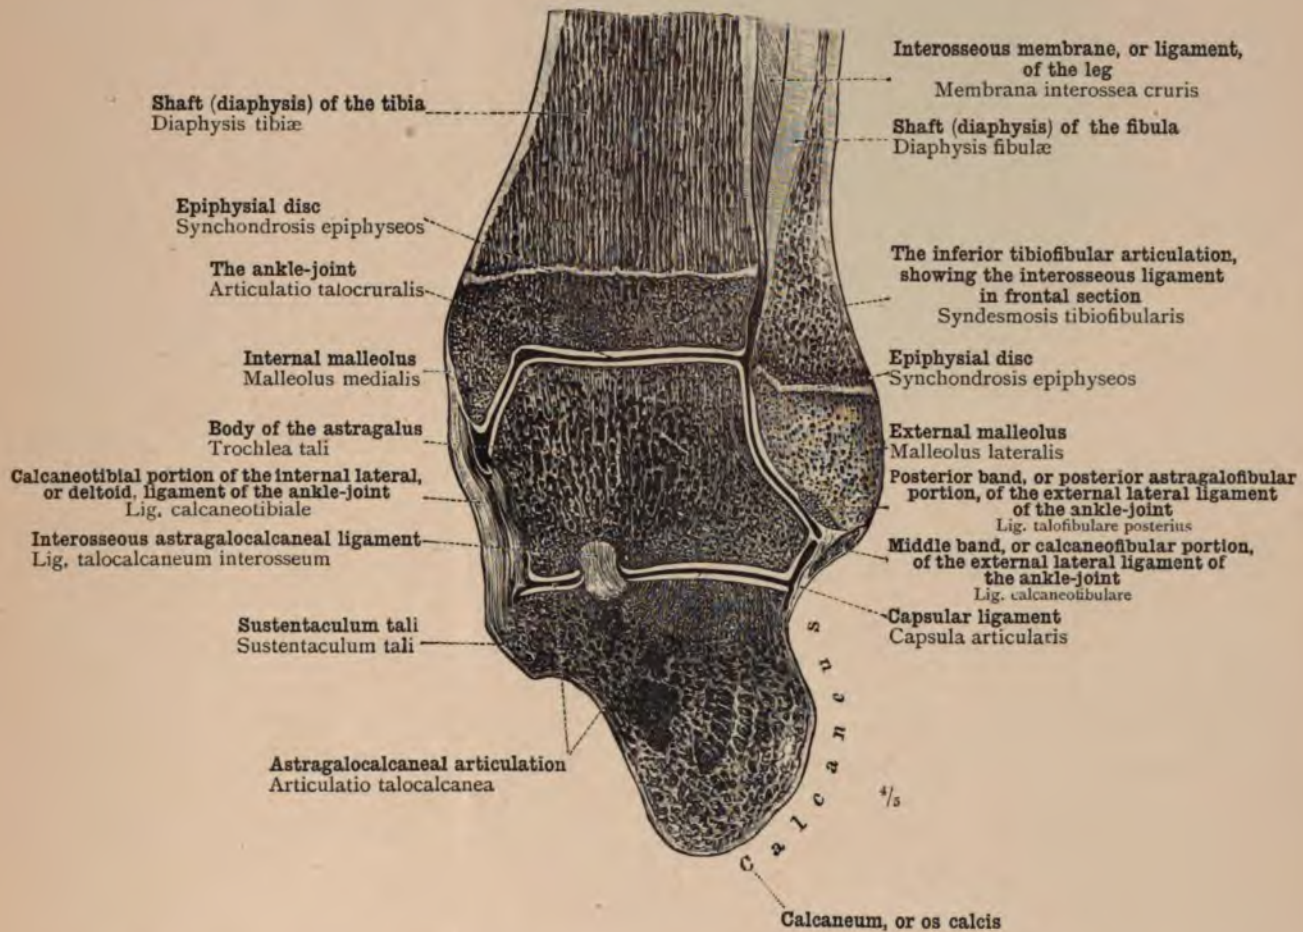 Shaft (diaphysis) of the tibia
Diaphysis tibiæ
Epiphysial disc
Synchondrosis epiphyseos
The ankle-joint
Articulatio talocruralis
Internal malleolus
Malleolus medialis
Body of the astragalus
Trochlea tali
Calcaneotibial portion of the internal lateral,
or deltoid, ligament of the ankle-joint
Lig. calcaneotibiale
Interosseous astragalocalcaneal ligament
Lig. talocalcaneum interosseum
Sustentaculum tali
Sustentaculum tali
Astragalocalcaneal articulation
Articulatio talocalcanea
Interosseous membrane, or ligament,
of the leg
Membrana interossea cruris
Shaft (diaphysis) of the fibula
Diaphysis fibulæ
The inferior tibiofibular articulation,
showing the interosseous ligament
in frontal section
Syndesmosis tibiofibularis
Epiphysial disc
Synchondrosis epiphyseos
External malleolus
Malleolus lateralis
Posterior band, or posterior astragalofibular
portion, of the external lateral ligament
of the ankle-joint
Lig. talofibulare posterius
Middle band, or calcaneofibular portion,
of the external lateral ligament of
the ankle-joint
Lig. calcaneofibulare
Capsular ligament
Capsula articularis
Calcaneus
4/5
Calcaneum, or os calcis